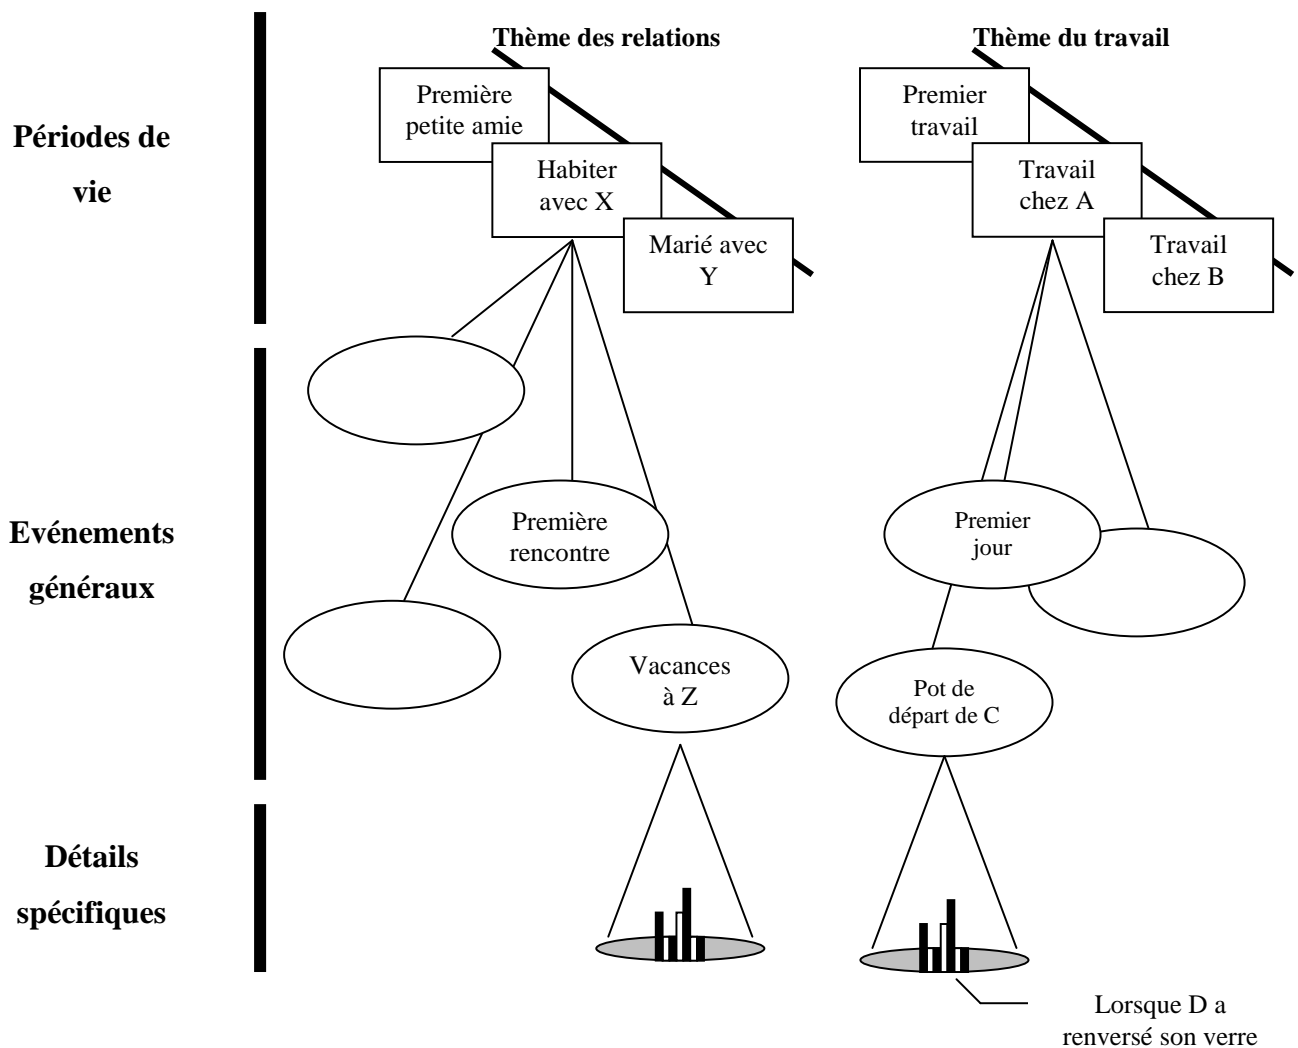 Thème des relations
Thème du travail
Périodes de
vie
Première
petite amie
Habiter
avec X
Marié avec
Y
Premier
travail
Travail
chez A
Travail
chez B
Evénements
généraux
Première
rencontre
Vacances
à Z
Premier
jour
Pot de
départ de C
Détails
spécifiques
Lorsque D a
renversé son verre